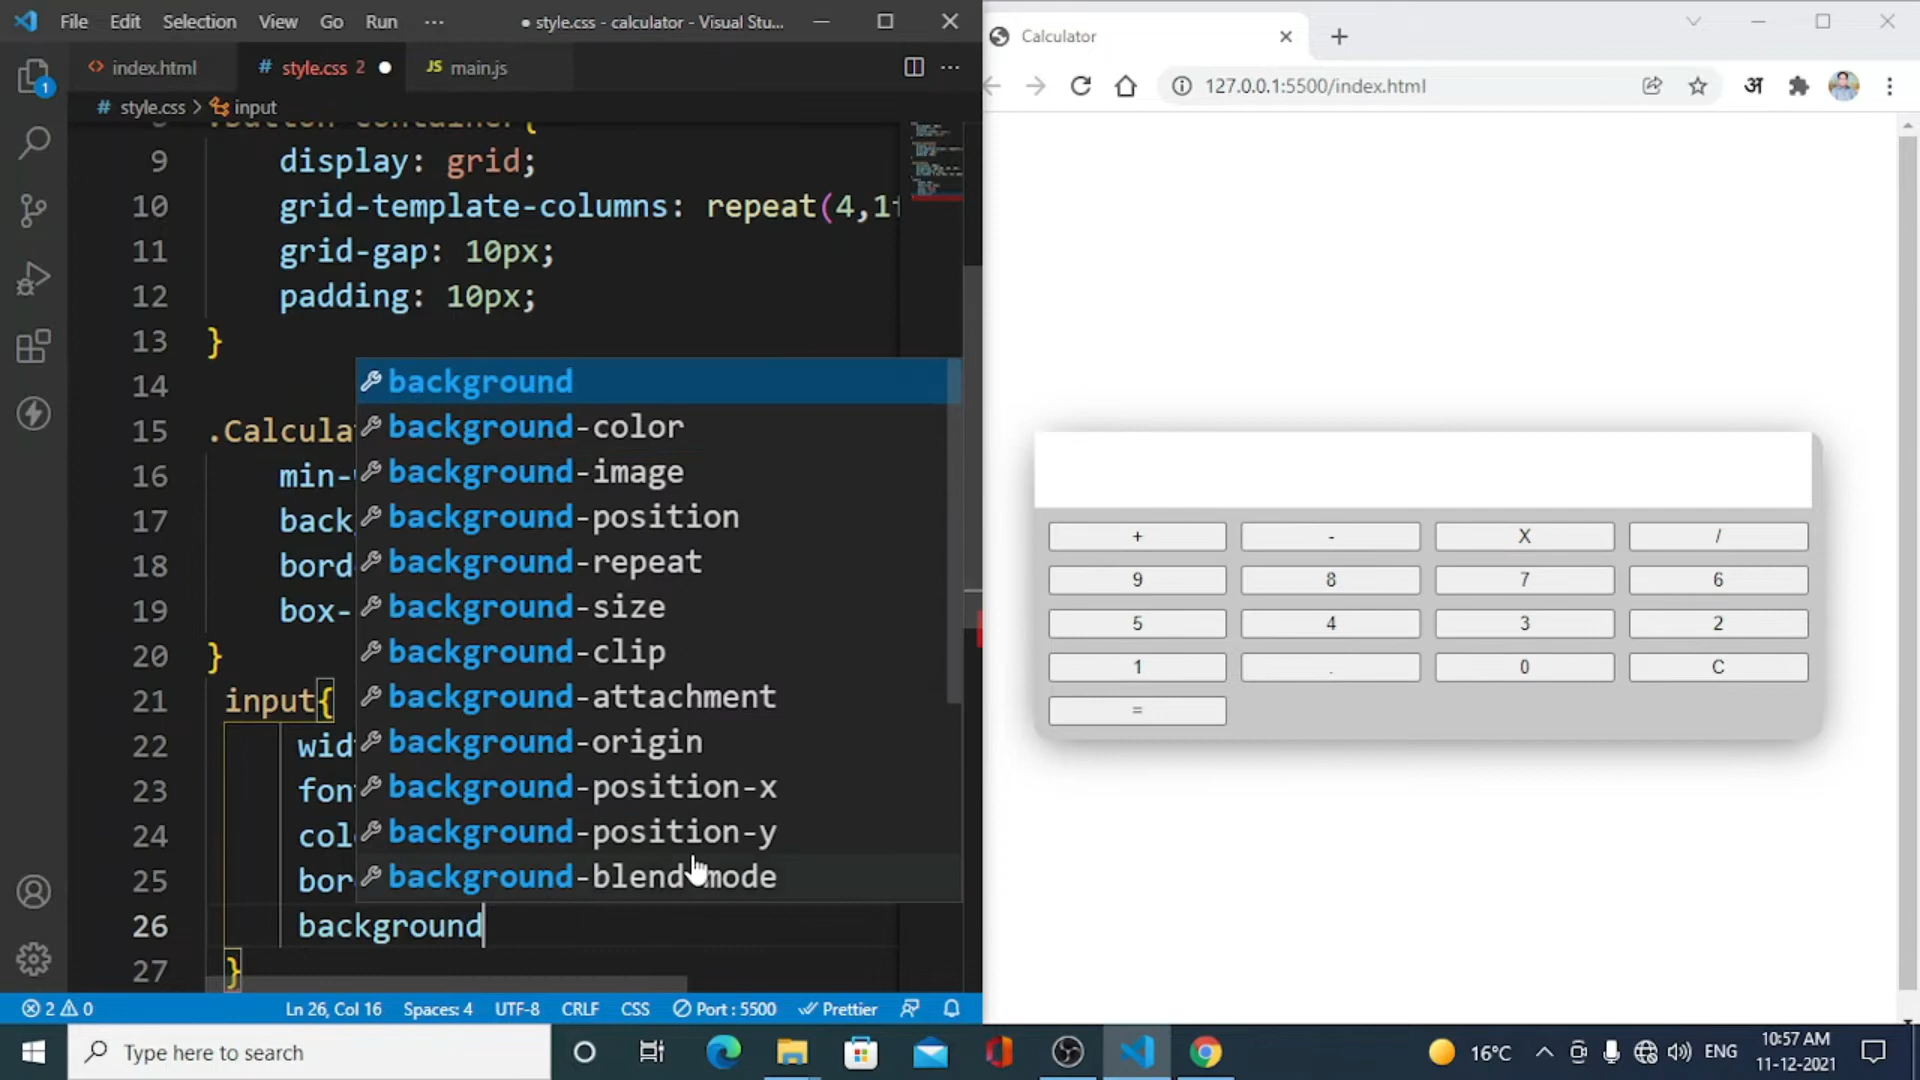 File Edit Selection View Go Run ··· ● style.css - calculator - Visual Stu...
index.html # style.css 2 ● JS main.js ···
# style.css > input
.button-container{
9 display: grid;
10 grid-template-columns: repeat(4,1f
11 grid-gap: 10px;
12 padding: 10px;
13 }
14
15 .Calcula
16 min-
17 back
18 bord
19 box-
20 }
21 input{
22 wid
23 fon
24 col
25 bor
26 background
27 }
background
background-color
background-image
background-position
background-repeat
background-size
background-clip
background-attachment
background-origin
background-position-x
background-position-y
background-blend-mode
1
2 0 Ln 26, Col 16 Spaces: 4 UTF-8 CRLF CSS Port : 5500 Prettier
Calculator
127.0.0.1:5500/index.html अ
+ - X /
9 8 7 6
5 4 3 2
1 . 0 C
=
Type here to search
16°C ENG 10:57 AM
11-12-2021